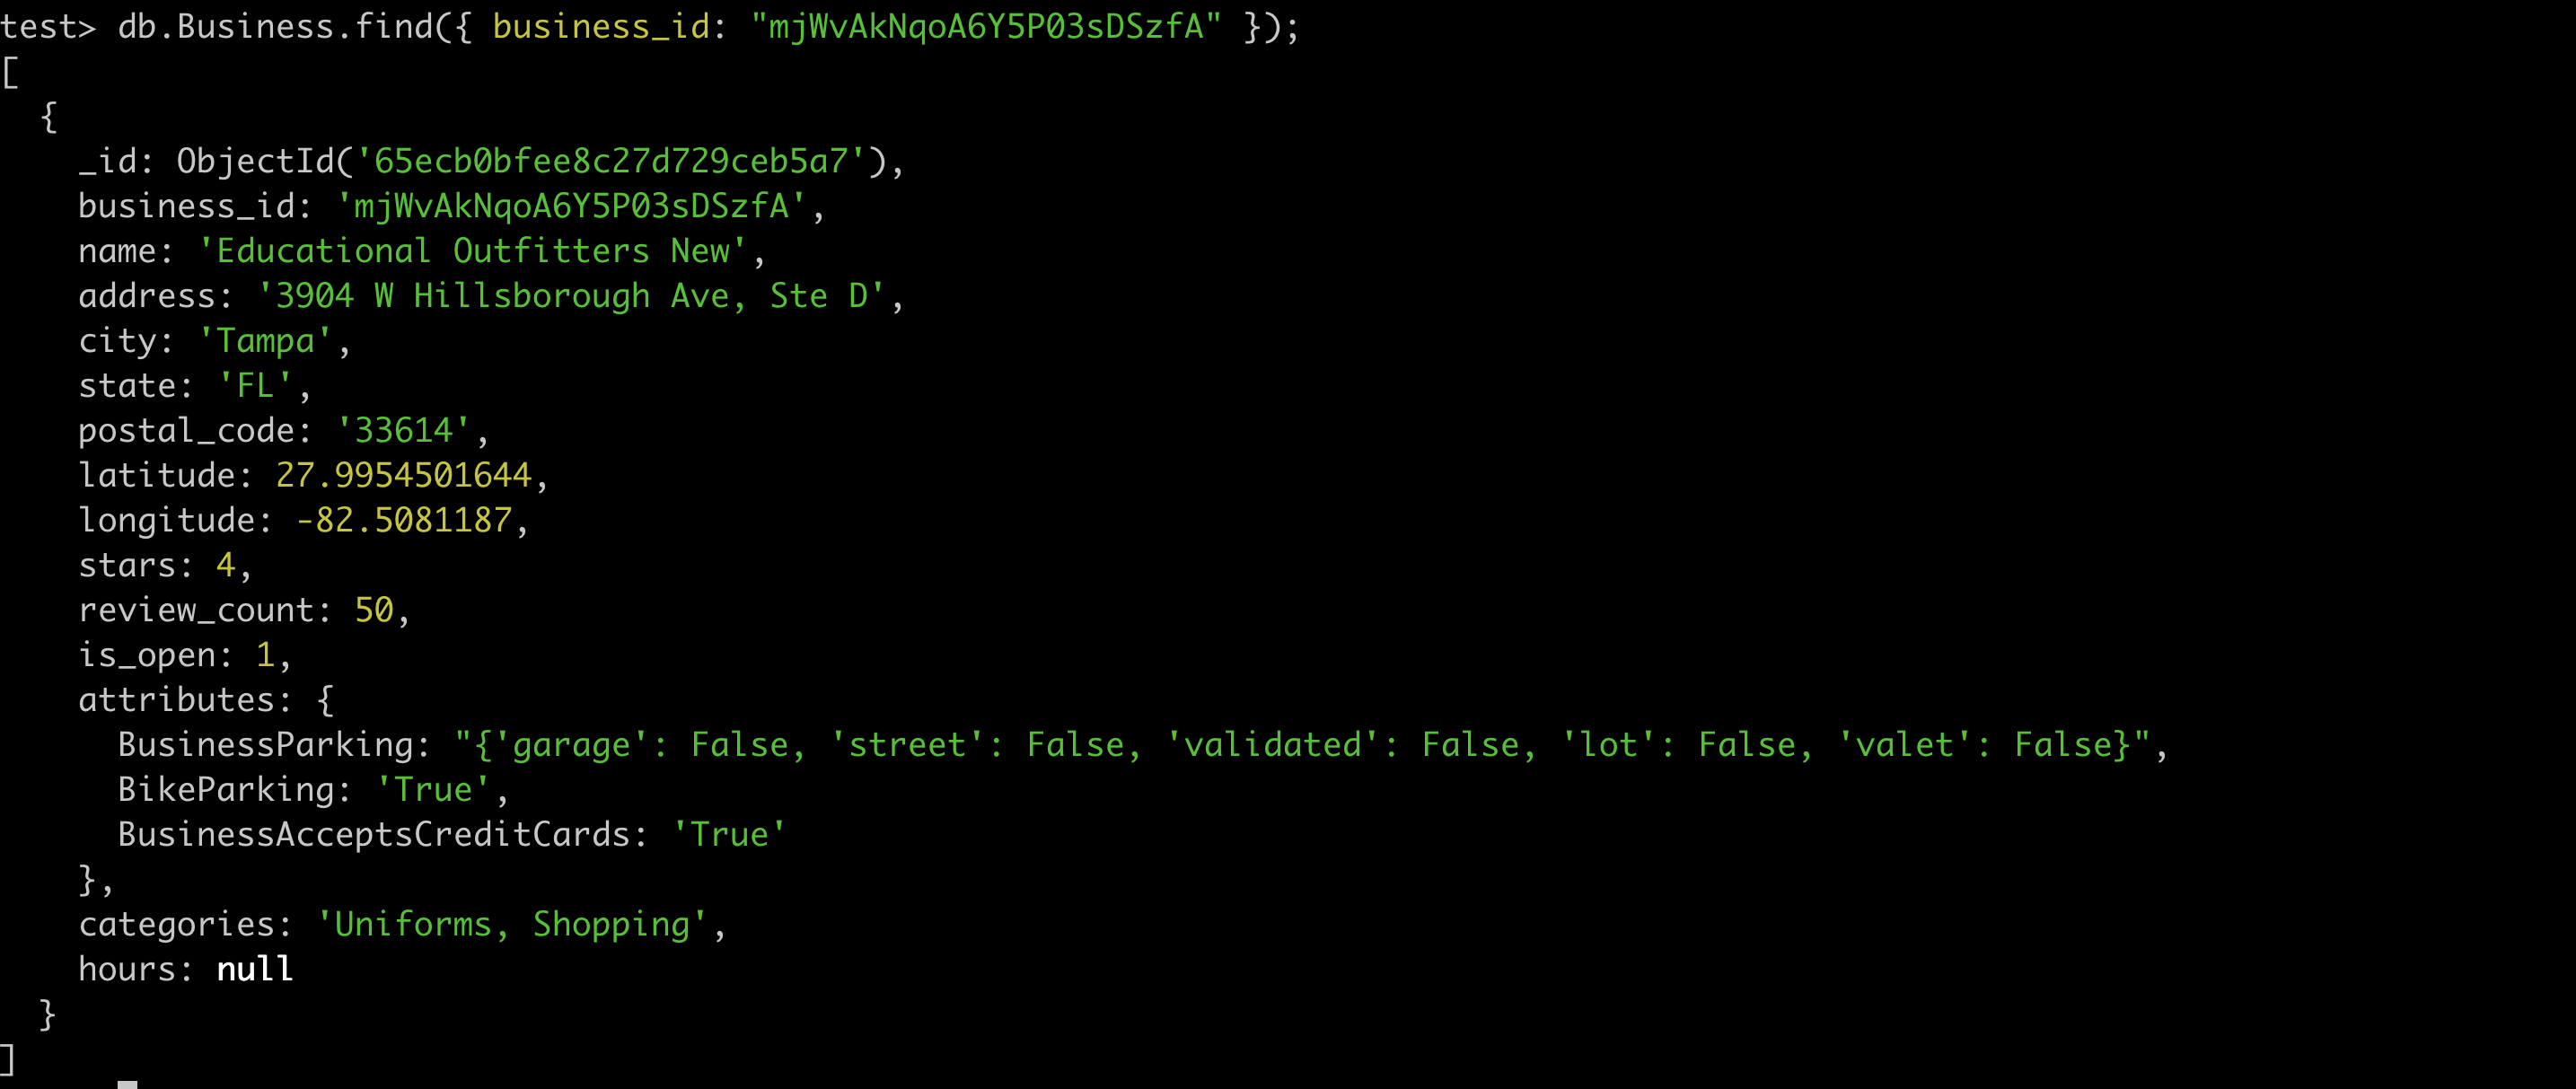 test> db.Business.find({ business_id: "mjWvAkNqoA6Y5P03sDSzfA" });
[
  {
    _id: ObjectId('65ecb0bfee8c27d729ceb5a7'),
    business_id: 'mjWvAkNqoA6Y5P03sDSzfA',
    name: 'Educational Outfitters New',
    address: '3904 W Hillsborough Ave, Ste D',
    city: 'Tampa',
    state: 'FL',
    postal_code: '33614',
    latitude: 27.9954501644,
    longitude: -82.5081187,
    stars: 4,
    review_count: 50,
    is_open: 1,
    attributes: {
      BusinessParking: "{'garage': False, 'street': False, 'validated': False, 'lot': False, 'valet': False}",
      BikeParking: 'True',
      BusinessAcceptsCreditCards: 'True'
    },
    categories: 'Uniforms, Shopping',
    hours: null
  }
]